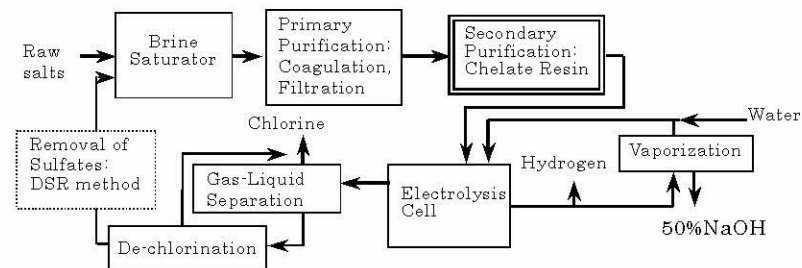 Raw
salts
Brine
Saturator
Primary
Purification:
Coagulation,
Filtration
Secondary
Purification:
Chelate Resin
Water
Vaporization
50%NaOH
Hydrogen
Electrolysis
Cell
Chlorine
Gas-Liquid
Separation
De-chlorination
Removal of
Sulfates:
DSR method